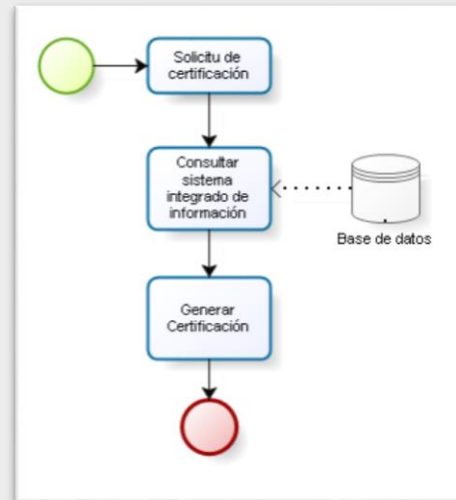 Solicitu de
certificación
Consultar
sistema
integrado de
información
Base de datos
Generar
Certificación